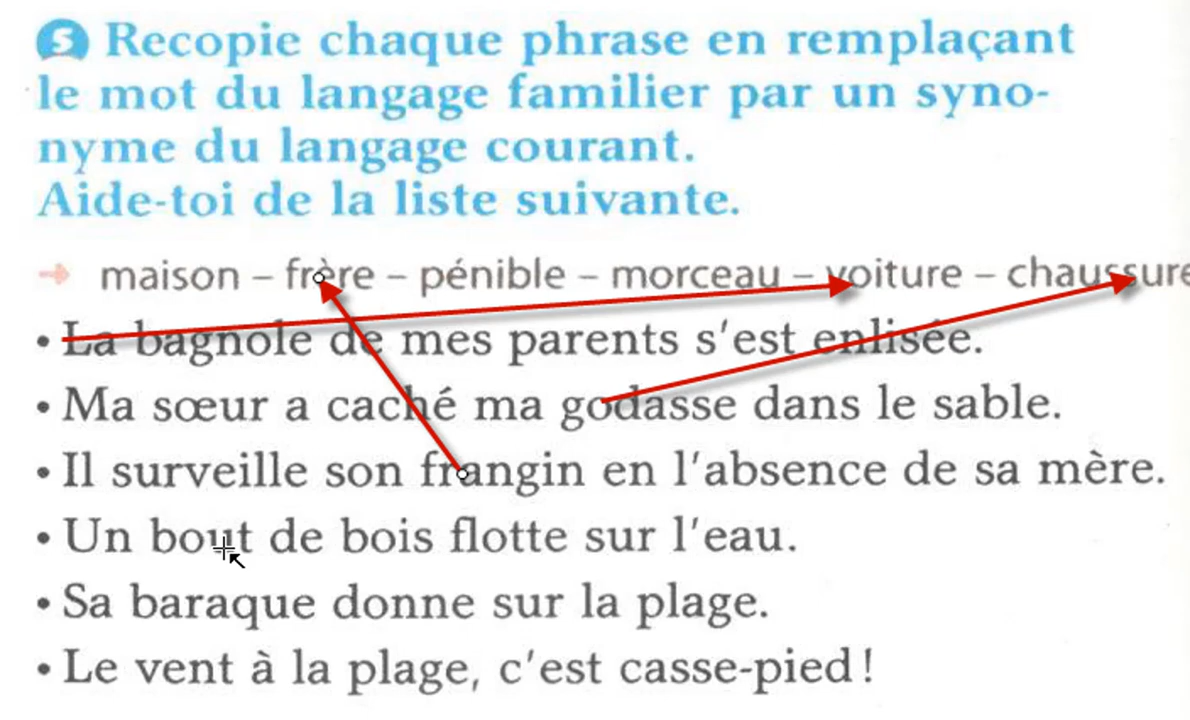 5 Recopie chaque phrase en remplaçant
le mot du langage familier par un syno-
nyme du langage courant.
Aide-toi de la liste suivante.
→ maison – frère – pénible – morceau – voiture – chaussure
• La bagnole de mes parents s'est enlisée.
• Ma sœur a caché ma godasse dans le sable.
• Il surveille son frangin en l'absence de sa mère.
• Un bout de bois flotte sur l'eau.
• Sa baraque donne sur la plage.
• Le vent à la plage, c'est casse-pied !